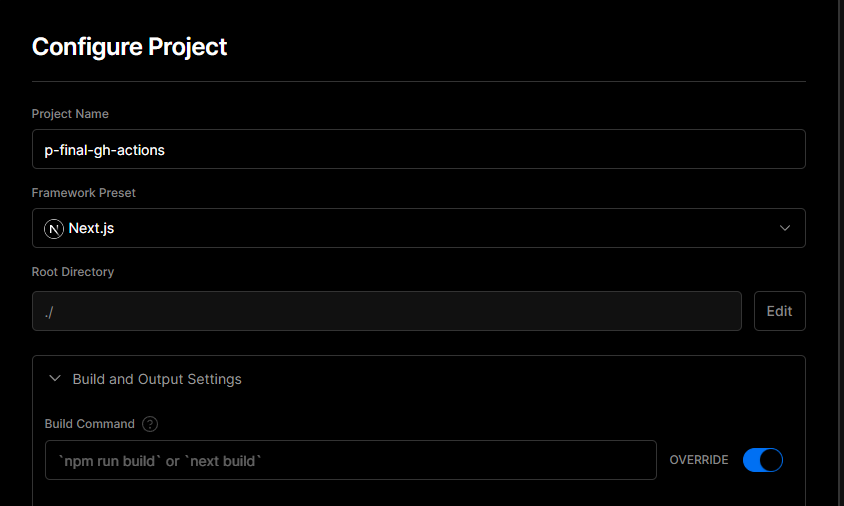 Configure Project
Project Name
p-final-gh-actions
Framework Preset
N Next.js
Root Directory
./
Edit
Build and Output Settings
Build Command ?
`npm run build` or `next build`
OVERRIDE